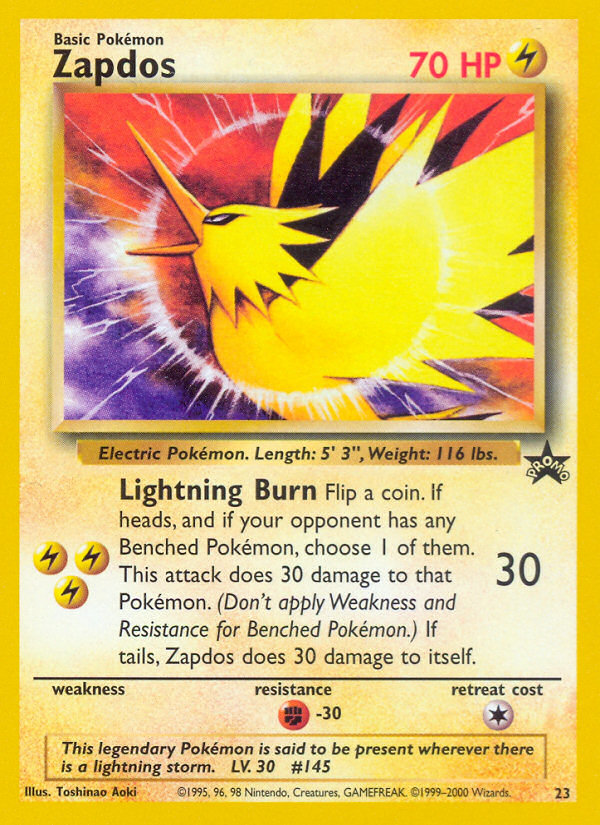 Basic Pokémon
Zapdos
70 HP
Electric Pokémon. Length: 5' 3", Weight: 116 lbs.
PROMO
Lightning Burn Flip a coin. If
heads, and if your opponent has any
Benched Pokémon, choose 1 of them.
This attack does 30 damage to that
Pokémon. (Don't apply Weakness and
Resistance for Benched Pokémon.) If
tails, Zapdos does 30 damage to itself.
30
weakness
resistance
retreat cost
-30
This legendary Pokémon is said to be present wherever there
is a lightning storm. LV. 30 #145
Illus. Toshinao Aoki
©1995, 96, 98 Nintendo, Creatures, GAMEFREAK. ©1999-2000 Wizards.
23